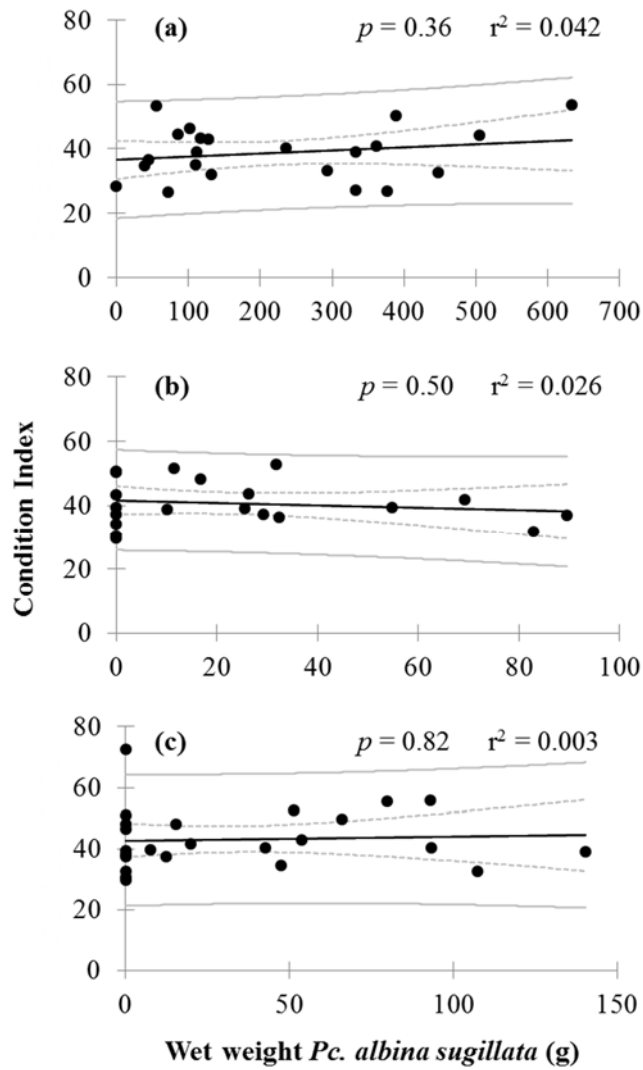 80
(a)
p = 0.36 r² = 0.042
60
40
20
0
0 100 200 300 400 500 600 700
80
(b)
p = 0.50 r² = 0.026
60
40
20
0
0 20 40 60 80 100
Condition Index
80
(c)
p = 0.82 r² = 0.003
60
40
20
0
0 50 100 150
Wet weight Pc. albina sugillata (g)